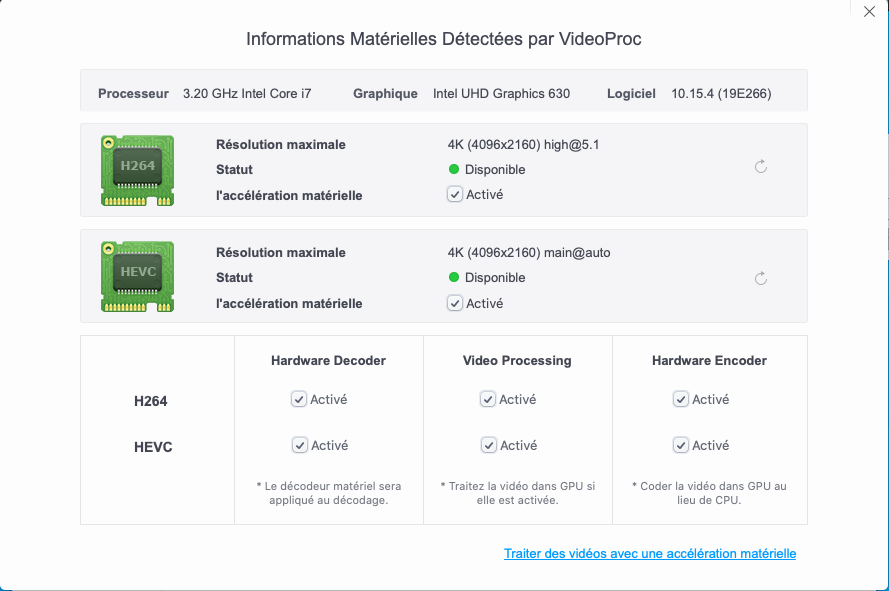 Informations Matérielles Détectées par VideoProc
Processeur 3.20 GHz Intel Core i7 Graphique Intel UHD Graphics 630 Logiciel 10.15.4 (19E266)
H264
Résolution maximale 4K (4096x2160) high@5.1
Statut Disponible
l'accélération matérielle Activé
HEVC
Résolution maximale 4K (4096x2160) main@auto
Statut Disponible
l'accélération matérielle Activé
Hardware Decoder Video Processing Hardware Encoder
H264 Activé Activé Activé
HEVC Activé Activé Activé
* Le décodeur matériel sera * Traitez la vidéo dans GPU si * Coder la vidéo dans GPU au
appliqué au décodage. elle est activée. lieu de CPU.
Traiter des vidéos avec une accélération matérielle